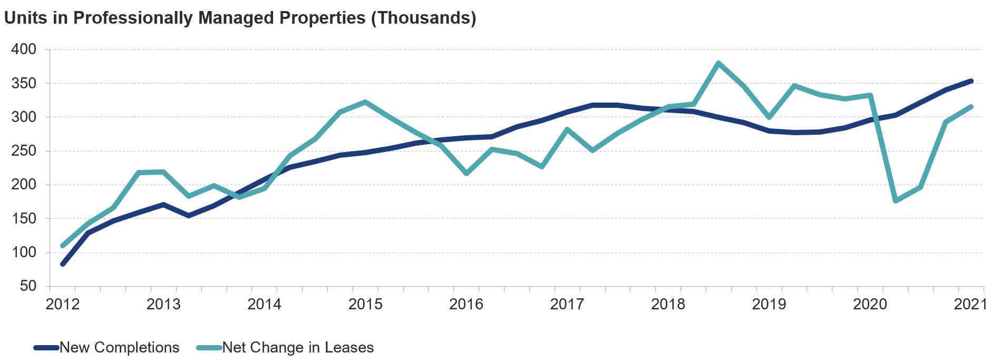 Units in Professionally Managed Properties (Thousands)
400
350
300
250
200
150
100
50
2012 2013 2014 2015 2016 2017 2018 2019 2020 2021
New Completions Net Change in Leases